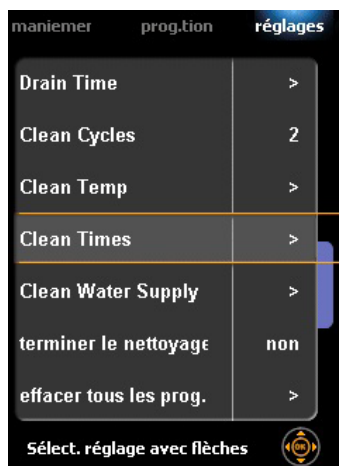 maniemer prog.tion réglages
Drain Time >
Clean Cycles 2
Clean Temp >
Clean Times >
Clean Water Supply >
terminer le nettoyage non
effacer tous les prog. >
Sélect. réglage avec flèches OK